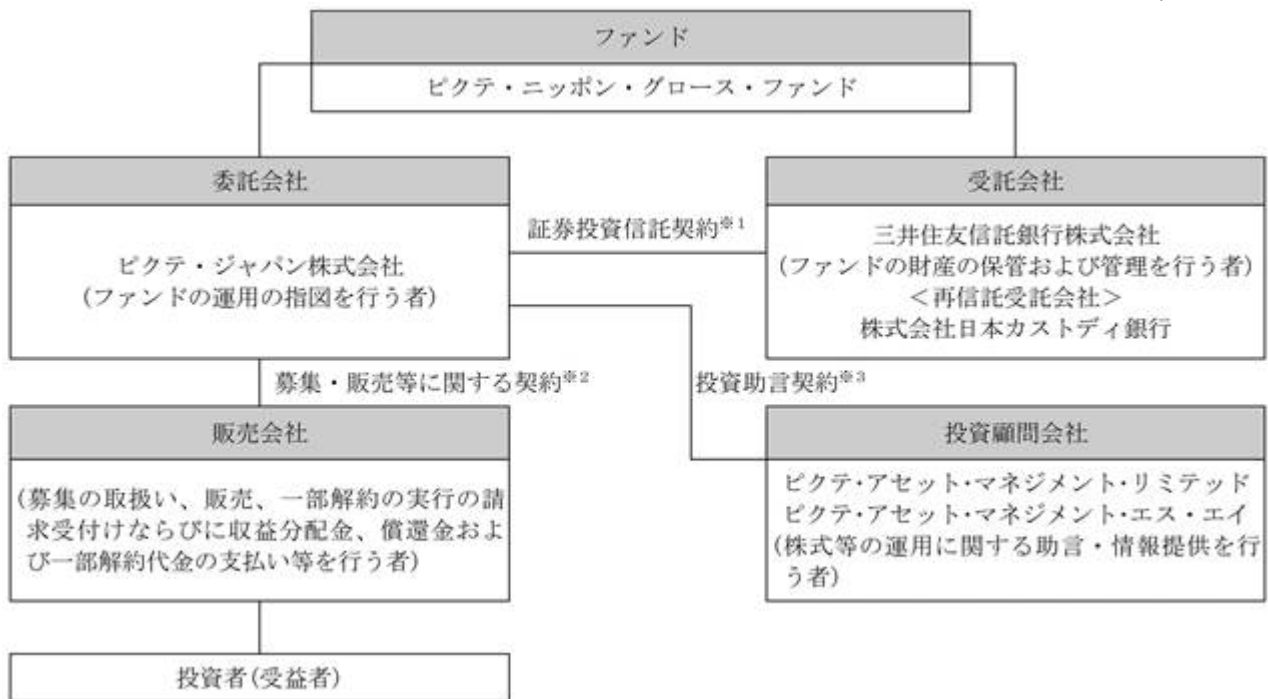 ファンド
ピクテ・ニッポン・グロース・ファンド
委託会社
ピクテ・ジャパン株式会社
(ファンドの運用の指図を行う者)
証券投資信託契約※1
受託会社
三井住友信託銀行株式会社
(ファンドの財産の保管および管理を行う者)
<再信託受託会社>
株式会社日本カストディ銀行
募集・販売等に関する契約※2
投資助言契約※3
販売会社
(募集の取扱い、販売、一部解約の実行の請
求受付けならびに収益分配金、償還金およ
び一部解約代金の支払い等を行う者)
投資顧問会社
ピクテ・アセット・マネジメント・リミテッド
ピクテ・アセット・マネジメント・エス・エイ
(株式等の運用に関する助言・情報提供を行
う者)
投資者(受益者)